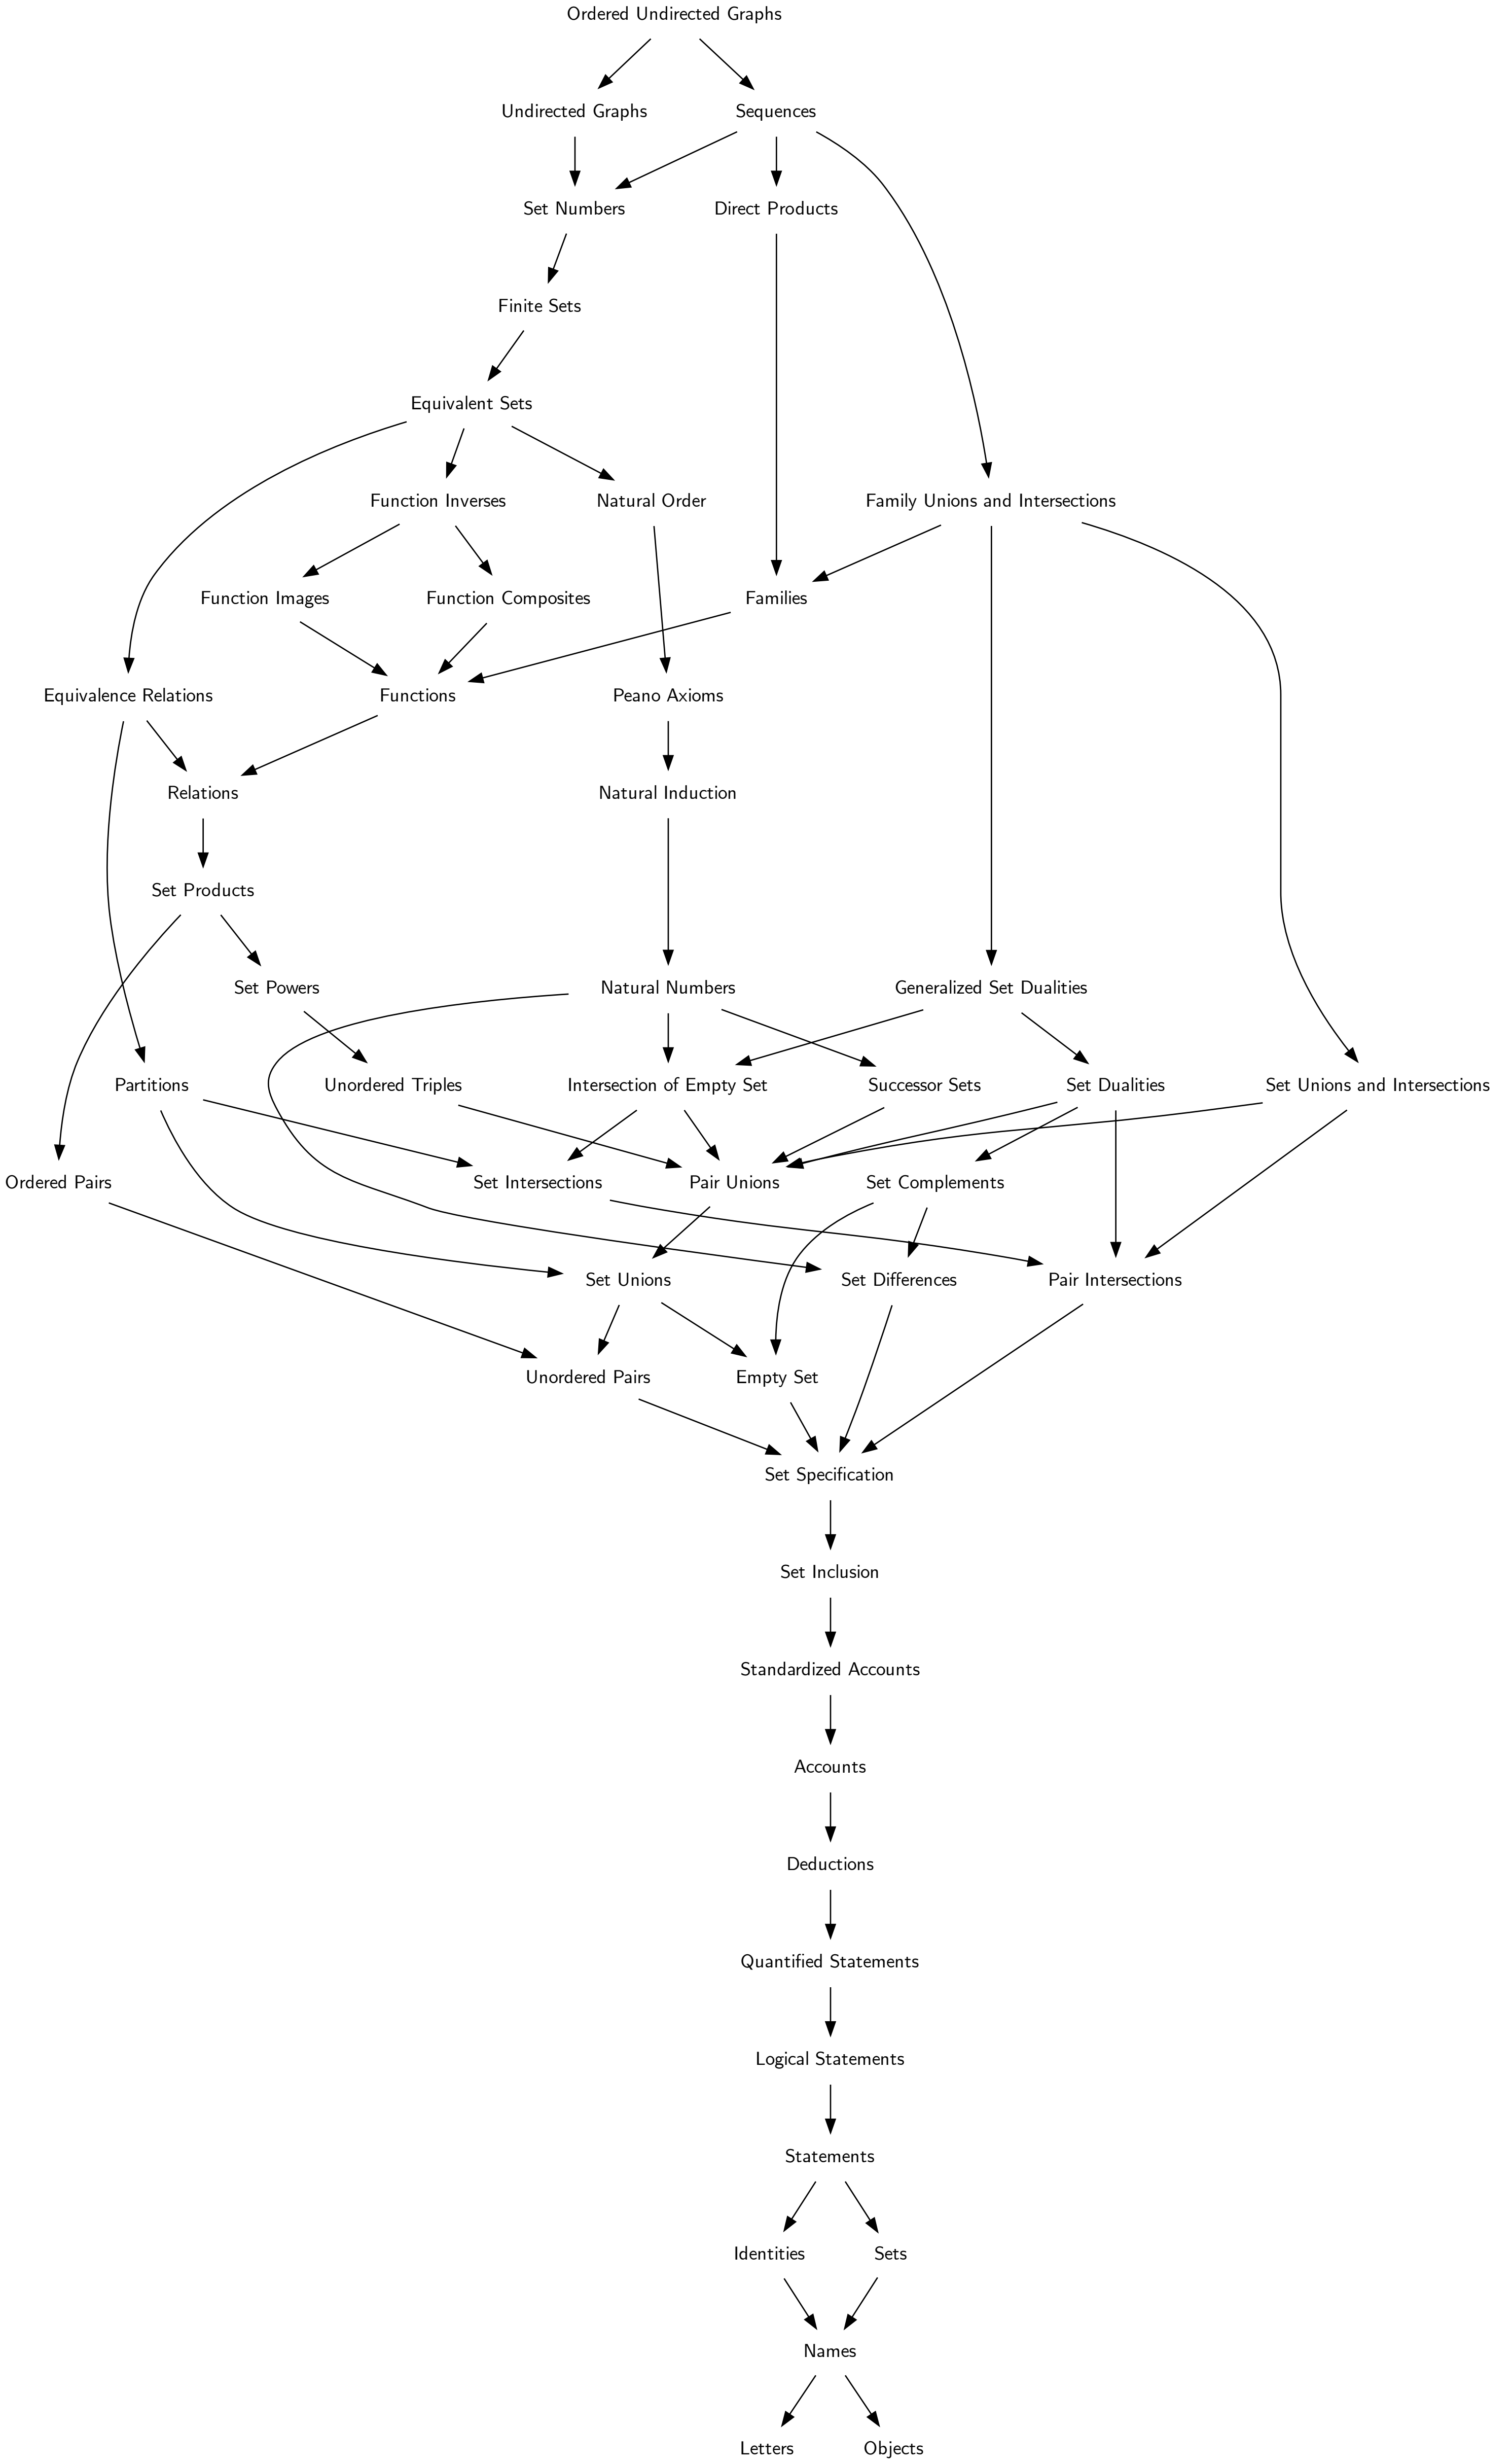 Ordered Undirected Graphs
Undirected Graphs
Sequences
Set Numbers
Direct Products
Finite Sets
Equivalent Sets
Function Inverses
Natural Order
Family Unions and Intersections
Function Images
Function Composites
Families
Equivalence Relations
Functions
Peano Axioms
Relations
Natural Induction
Set Products
Set Powers
Natural Numbers
Generalized Set Dualities
Partitions
Unordered Triples
Intersection of Empty Set
Successor Sets
Set Dualities
Set Unions and Intersections
Ordered Pairs
Set Intersections
Pair Unions
Set Complements
Set Unions
Set Differences
Pair Intersections
Unordered Pairs
Empty Set
Set Specification
Set Inclusion
Standardized Accounts
Accounts
Deductions
Quantified Statements
Logical Statements
Statements
Identities
Sets
Names
Letters
Objects